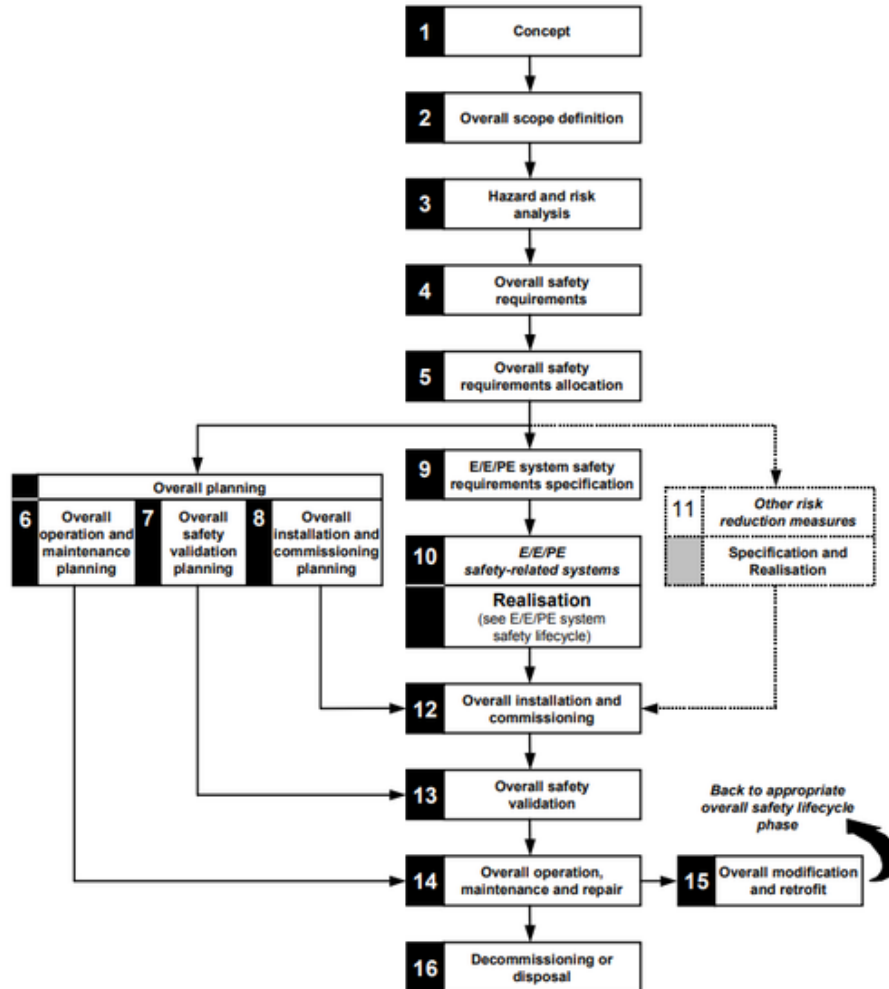 1
Concept
2
Overall scope definition
3
Hazard and risk
analysis
4
Overall safety
requirements
5
Overall safety
requirements allocation
Overall planning
6
Overall
operation and
maintenance
planning
7
Overall
safety
validation
planning
8
Overall
installation and
commissioning
planning
9
E/E/PE system safety
requirements specification
10
E/E/PE
safety-related systems
Realisation
(see E/E/PE system
safety lifecycle)
11
Other risk
reduction measures
Specification and
Realisation
12
Overall installation and
commissioning
13
Overall safety
validation
14
Overall operation,
maintenance and repair
Back to appropriate
overall safety lifecycle
phase
15
Overall modification
and retrofit
16
Decommissioning or
disposal